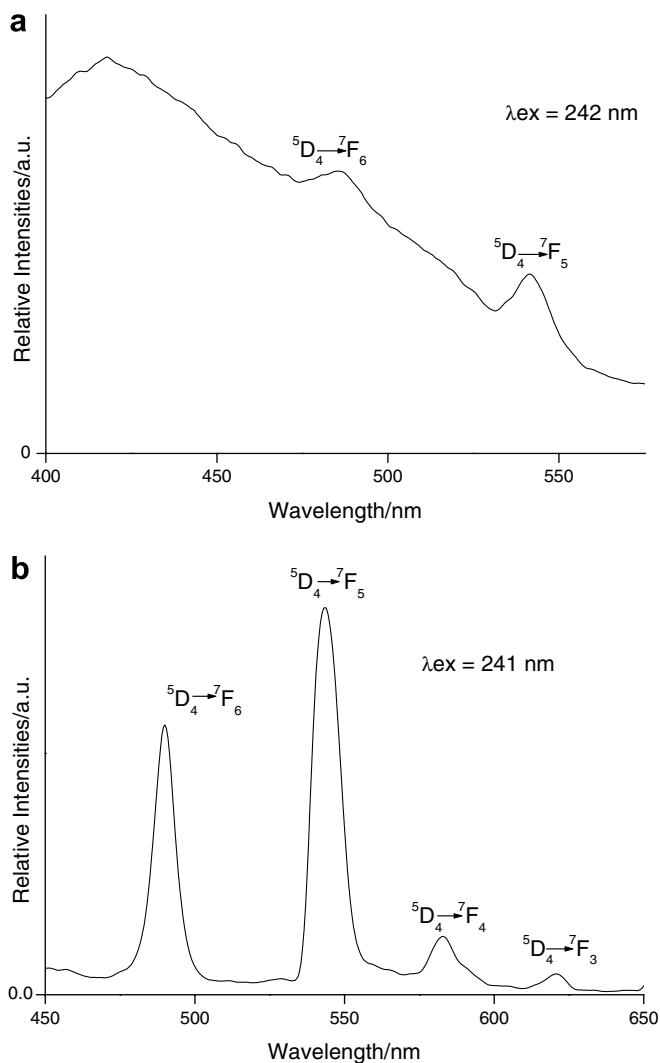 a
λex = 242 nm
⁵D₄→⁷F₆
⁵D₄→⁷F₅
Relative Intensities/a.u.
0
400 450 500 550
Wavelength/nm
b
⁵D₄→⁷F₅
λex = 241 nm
⁵D₄→⁷F₆
⁵D₄→⁷F₄
⁵D₄→⁷F₃
Relative Intensities/a.u.
0.0
450 500 550 600 650
Wavelength/nm